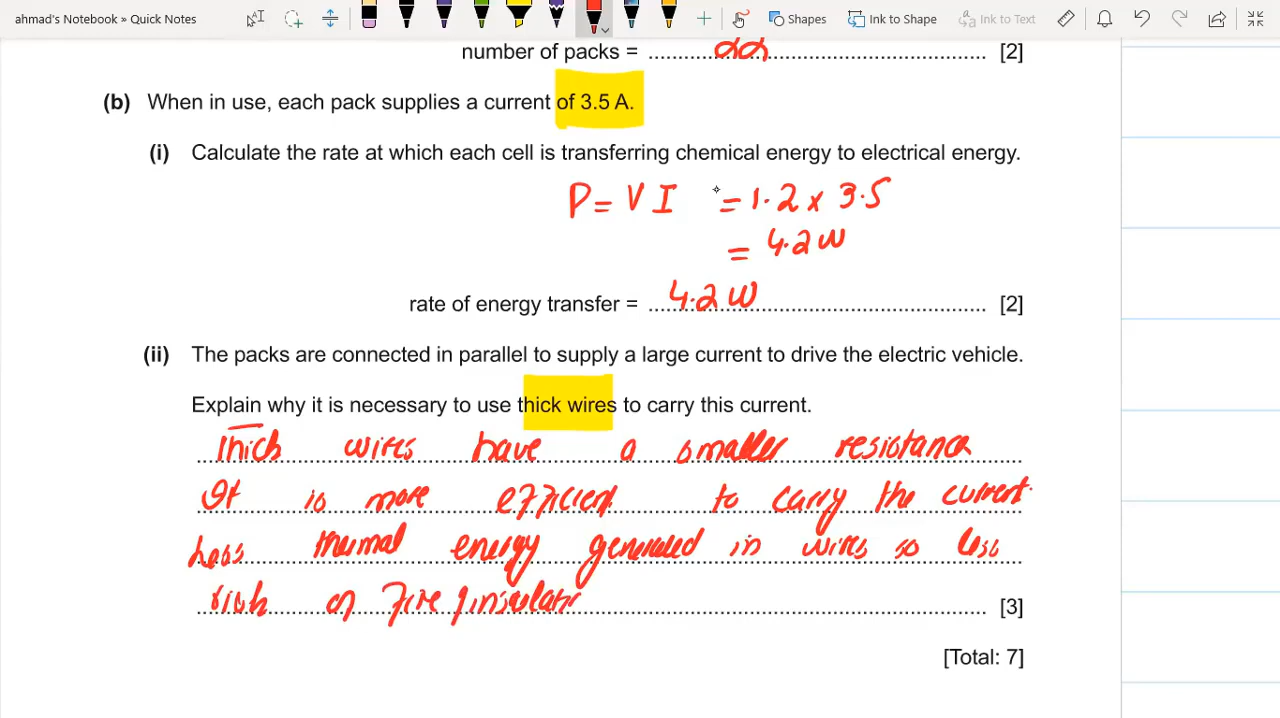 ahmad's Notebook » Quick Notes
Shapes
Ink to Shape
Ink to Text
number of packs = [2]
(b) When in use, each pack supplies a current of 3.5 A.
(i) Calculate the rate at which each cell is transferring chemical energy to electrical energy.
P = V I = 1.2 x 3.5
= 4.2 W
rate of energy transfer = 4.2 W [2]
(ii) The packs are connected in parallel to supply a large current to drive the electric vehicle.
Explain why it is necessary to use thick wires to carry this current.
Thick wires have a smaller resistance
It is more efficient to carry the current.
Less thermal energy generated in wires so less
risk of fire [3]
[Total: 7]